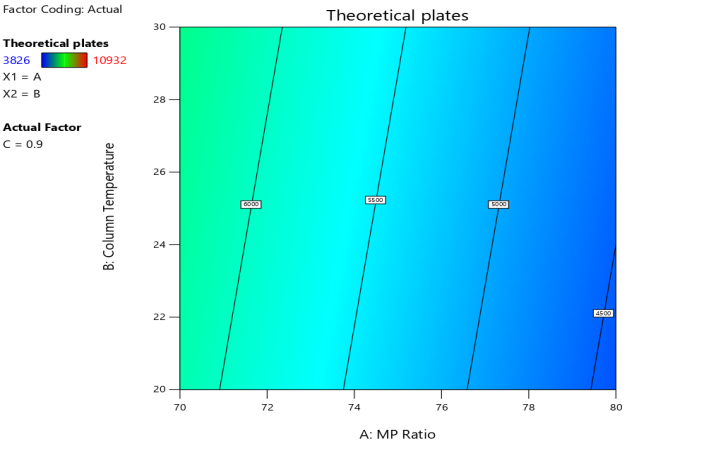 Factor Coding: Actual
Theoretical plates
Theoretical plates
3826 10932
X1 = A
X2 = B
Actual Factor
C = 0.9
B: Column Temperature
30
28
26
24
22
20
6000
5500
5000
4500
70 72 74 76 78 80
A: MP Ratio